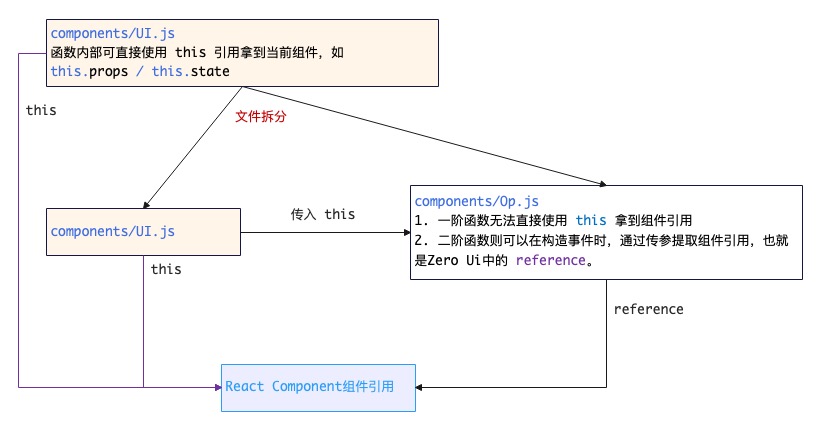 components/UI.js
函数内部可直接使用 this 引用拿到当前组件，如
this.props / this.state
this
文件拆分
components/UI.js
传入 this
components/Op.js
1. 一阶函数无法直接使用 this 拿到组件引用
2. 二阶函数则可以在构造事件时，通过传参提取组件引用，也就
是Zero Ui中的 reference。
this
reference
React Component组件引用